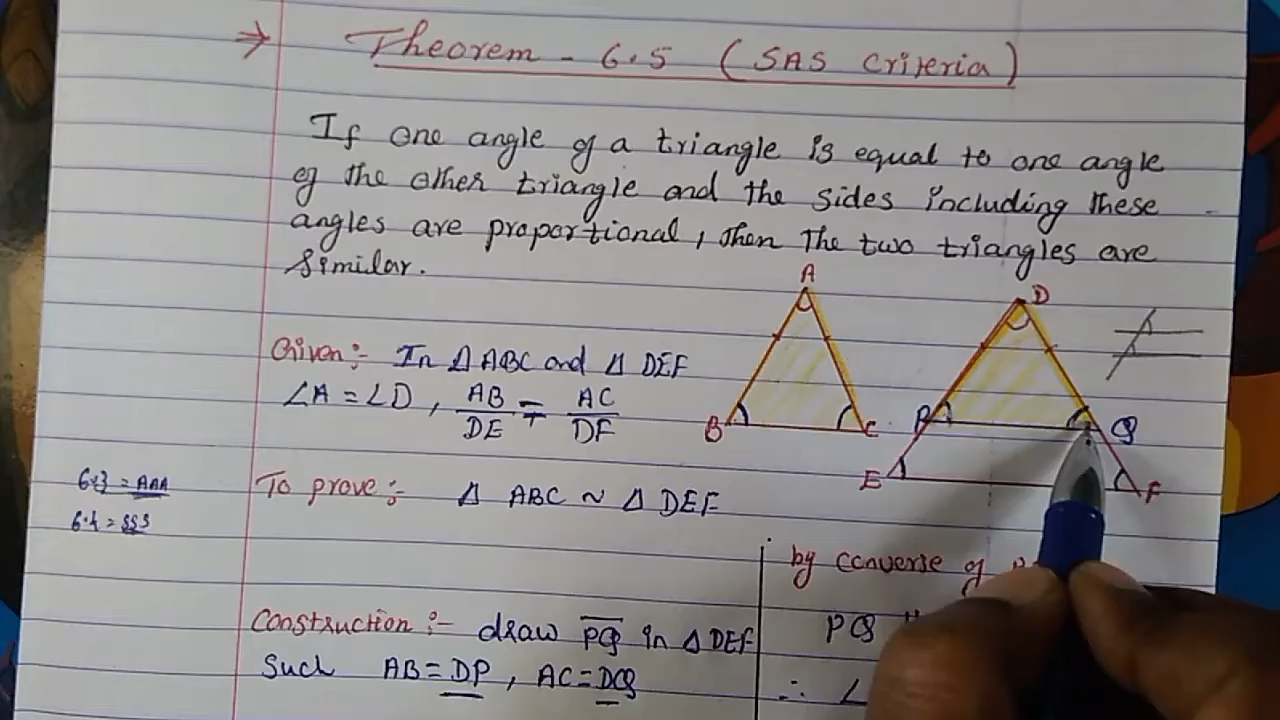 ⇒ Theorem - 6.5 (SAS Criteria)
If one angle of a triangle is equal to one angle
of the other triangle and the sides including these
angles are proportional, then the two triangles are
Similar.
A
D
B
C
P
Q
E
F
Given:- In Δ ABC and Δ DEF
∠A = ∠D, AB/DE = AC/DF
6.3 = AAA
6.4 = SSS
To prove:- Δ ABC ~ Δ DEF
Construction:- draw PQ in Δ DEF
Such AB = DP, AC = DQ
by converse of
PQ
∴ ∠